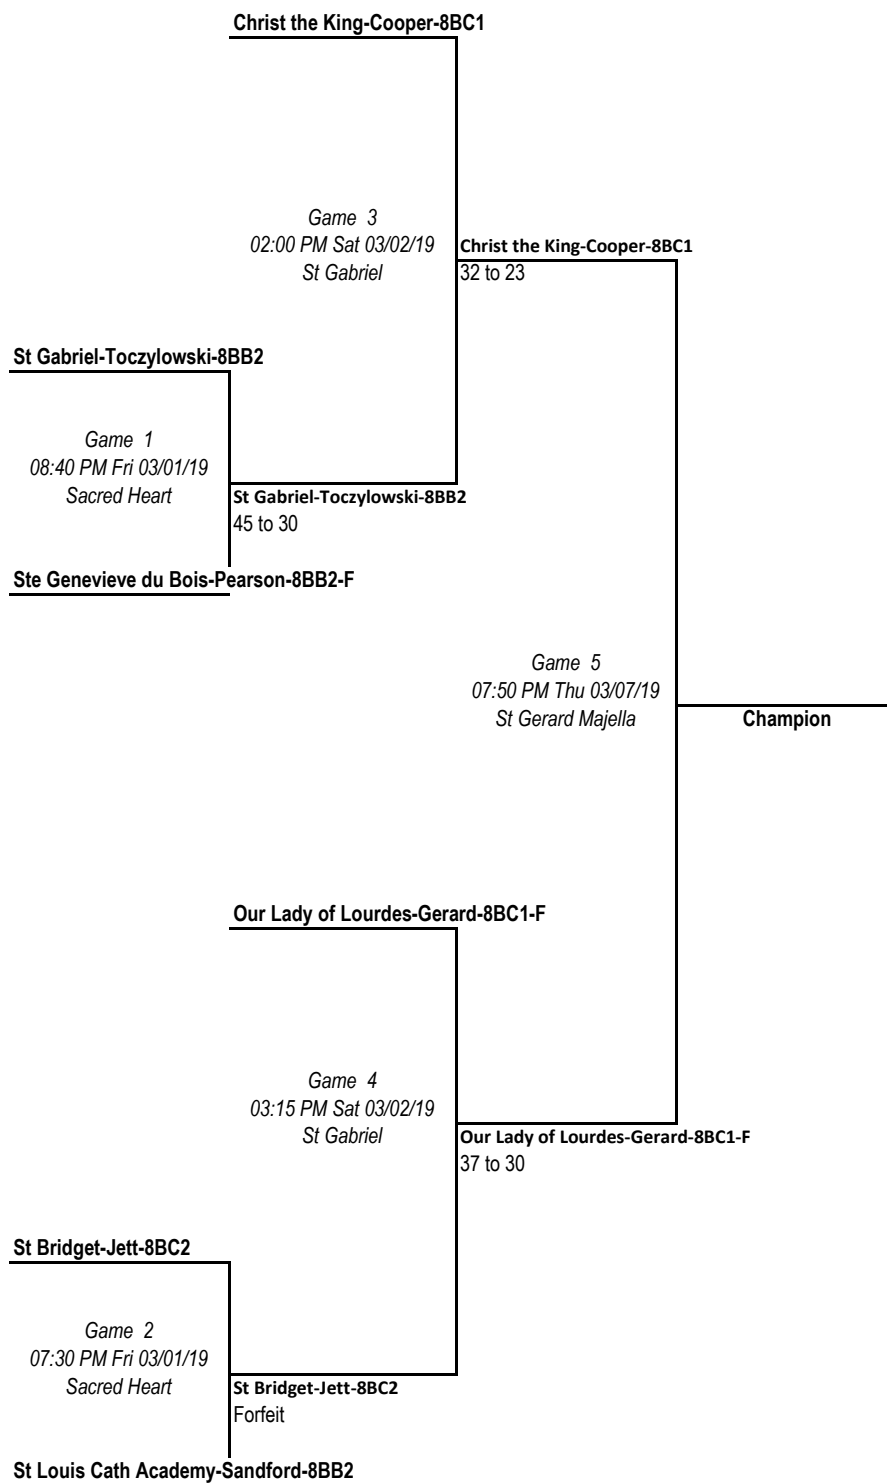 Christ the King-Cooper-8BC1
Game 3
02:00 PM Sat 03/02/19
St Gabriel
Christ the King-Cooper-8BC1
32 to 23
St Gabriel-Toczylowski-8BB2
Game 1
08:40 PM Fri 03/01/19
Sacred Heart
St Gabriel-Toczylowski-8BB2
45 to 30
Ste Genevieve du Bois-Pearson-8BB2-F
Game 5
07:50 PM Thu 03/07/19
St Gerard Majella
Champion
Our Lady of Lourdes-Gerard-8BC1-F
Game 4
03:15 PM Sat 03/02/19
St Gabriel
Our Lady of Lourdes-Gerard-8BC1-F
37 to 30
St Bridget-Jett-8BC2
Game 2
07:30 PM Fri 03/01/19
Sacred Heart
St Bridget-Jett-8BC2
Forfeit
St Louis Cath Academy-Sandford-8BB2